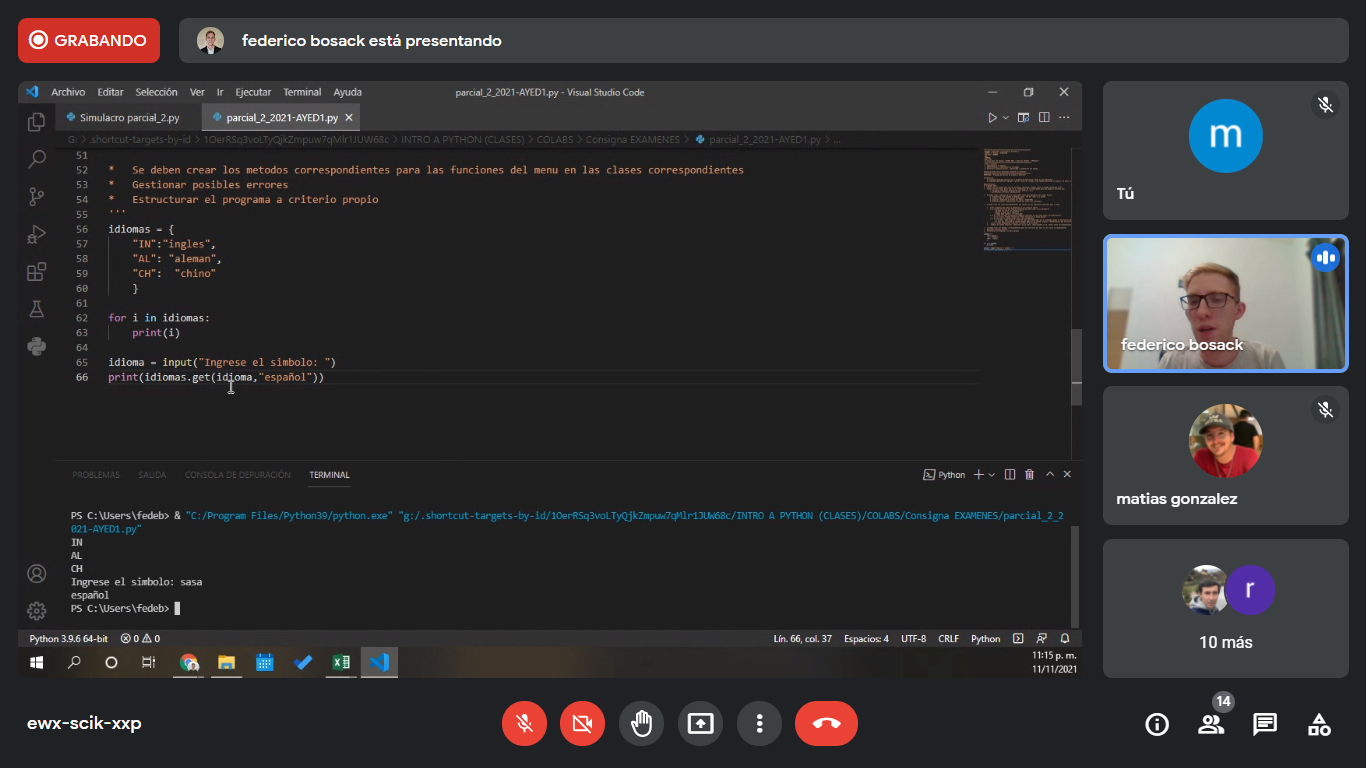 GRABANDO
federico bosack está presentando
Archivo Editar Selección Ver Ir Ejecutar Terminal Ayuda
parcial_2_2021-AYED1.py - Visual Studio Code
Simulacro parcial_2.py
parcial_2_2021-AYED1.py
G: > .shortcut-targets-by-id > 1OerRSq3voLTyQjkZmpuw7qMlr1JUW68c > INTRO A PYTHON (CLASES) > COLABS > Consigna EXAMENES > parcial_2_2021-AYED1.py > ...
51
52 * Se deben crear los metodos correspondientes para las funciones del menu en las clases correspondientes
53 * Gestionar posibles errores
54 * Estructurar el programa a criterio propio
55 '''
56 idiomas = {
57 "IN":"ingles",
58 "AL": "aleman",
59 "CH": "chino"
60 }
61
62 for i in idiomas:
63 print(i)
64
65 idioma = input("Ingrese el simbolo: ")
66 print(idiomas.get(idioma,"español"))
PROBLEMAS SALIDA CONSOLA DE DEPURACIÓN TERMINAL
Python
PS C:\Users\fedeb> & "C:/Program Files/Python39/python.exe" "g:/.shortcut-targets-by-id/1OerRSq3voLTyQjkZmpuw7qMlr1JUW68c/INTRO A PYTHON (CLASES)/COLABS/Consigna EXAMENES/parcial_2_2
021-AYED1.py"
IN
AL
CH
Ingrese el simbolo: sasa
español
PS C:\Users\fedeb>
Python 3.9.6 64-bit 0 0
Lín. 66, col. 37 Espacios: 4 UTF-8 CRLF Python
11:15 p. m.
11/11/2021
m
Tú
federico bosack
matias gonzalez
r
10 más
ewx-scik-xxp
14